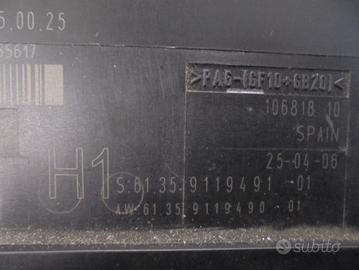 5.00.25
55617
>PA6-(GF10+GB20)<
106818 10
SPAIN
25-04-06
H1
S:61.35 9119491 -01
AW-61.35 9119490 -01
subito